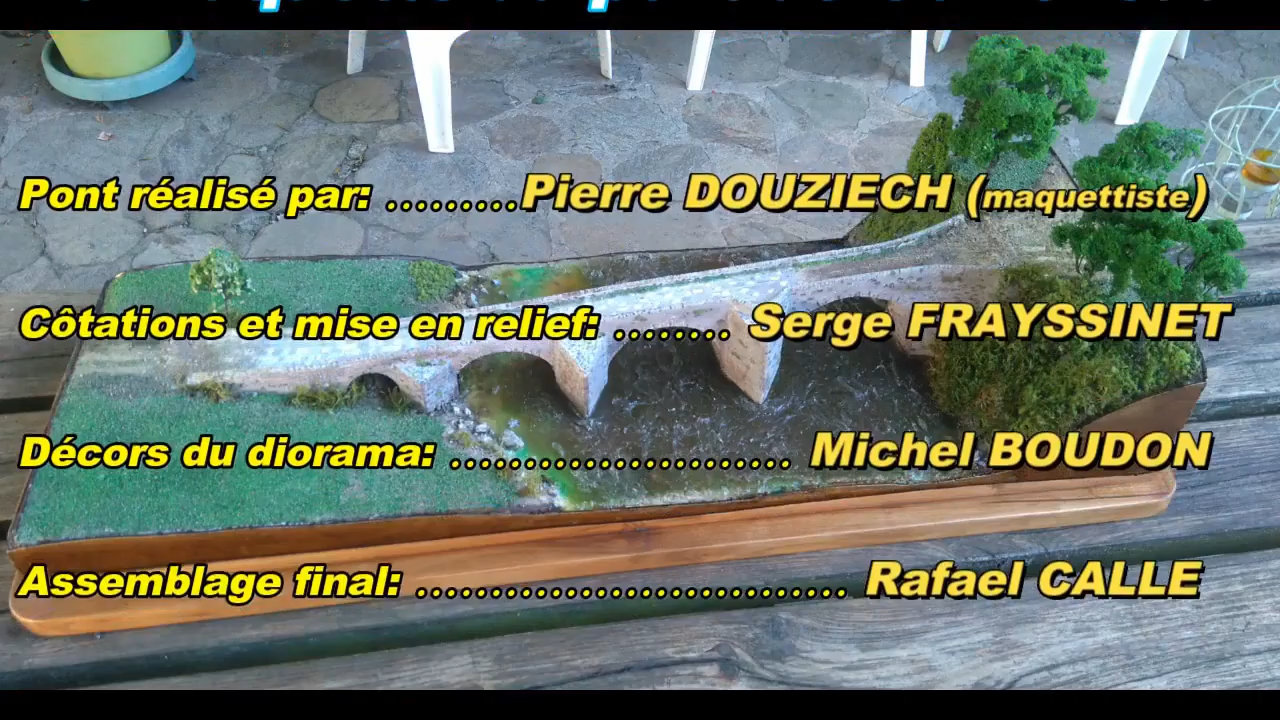 Pont réalisé par: .........Pierre DOUZIECH (maquettiste)
Côtations et mise en relief: ........ Serge FRAYSSINET
Décors du diorama: ....................... Michel BOUDON
Assemblage final: ............................. Rafael CALLE